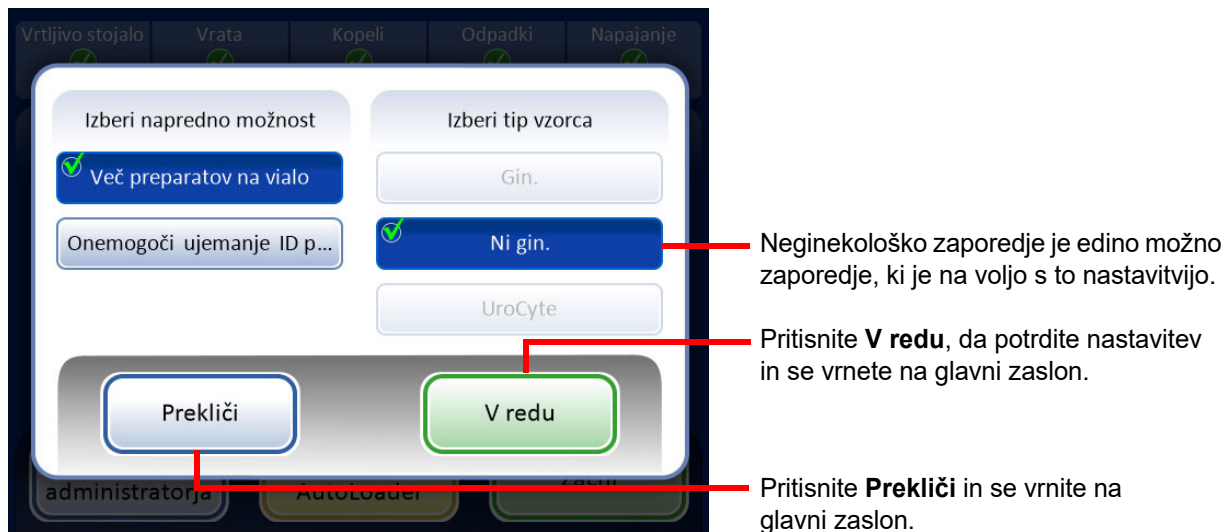 Vrtljivo stojalo Vrata Kopeli Odpadki Napajanje
Izberi napredno možnost
Izberi tip vzorca
Več preparatov na vialo
Gin.
Onemogoči ujemanje ID p...
Ni gin.
UroCyte
Prekliči
V redu
administratorja AutoLoader Začni
Neginekološko zaporedje je edino možno
zaporedje, ki je na voljo s to nastavitvijo.
Pritisnite V redu, da potrdite nastavitev
in se vrnete na glavni zaslon.
Pritisnite Prekliči in se vrnite na
glavni zaslon.